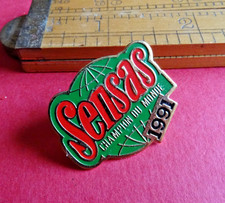 Sensas
CHAMPION DU MONDE
1991